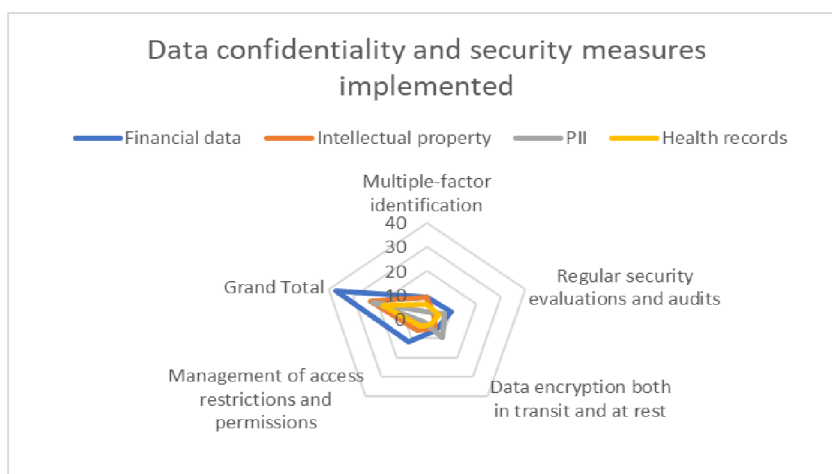 Data confidentiality and security measures
implemented
Financial data Intellectual property PII Health records
Multiple-factor
identification
40
30
20
10
0
Regular security
evaluations and audits
Data encryption both
in transit and at rest
Management of access
restrictions and
permissions
Grand Total